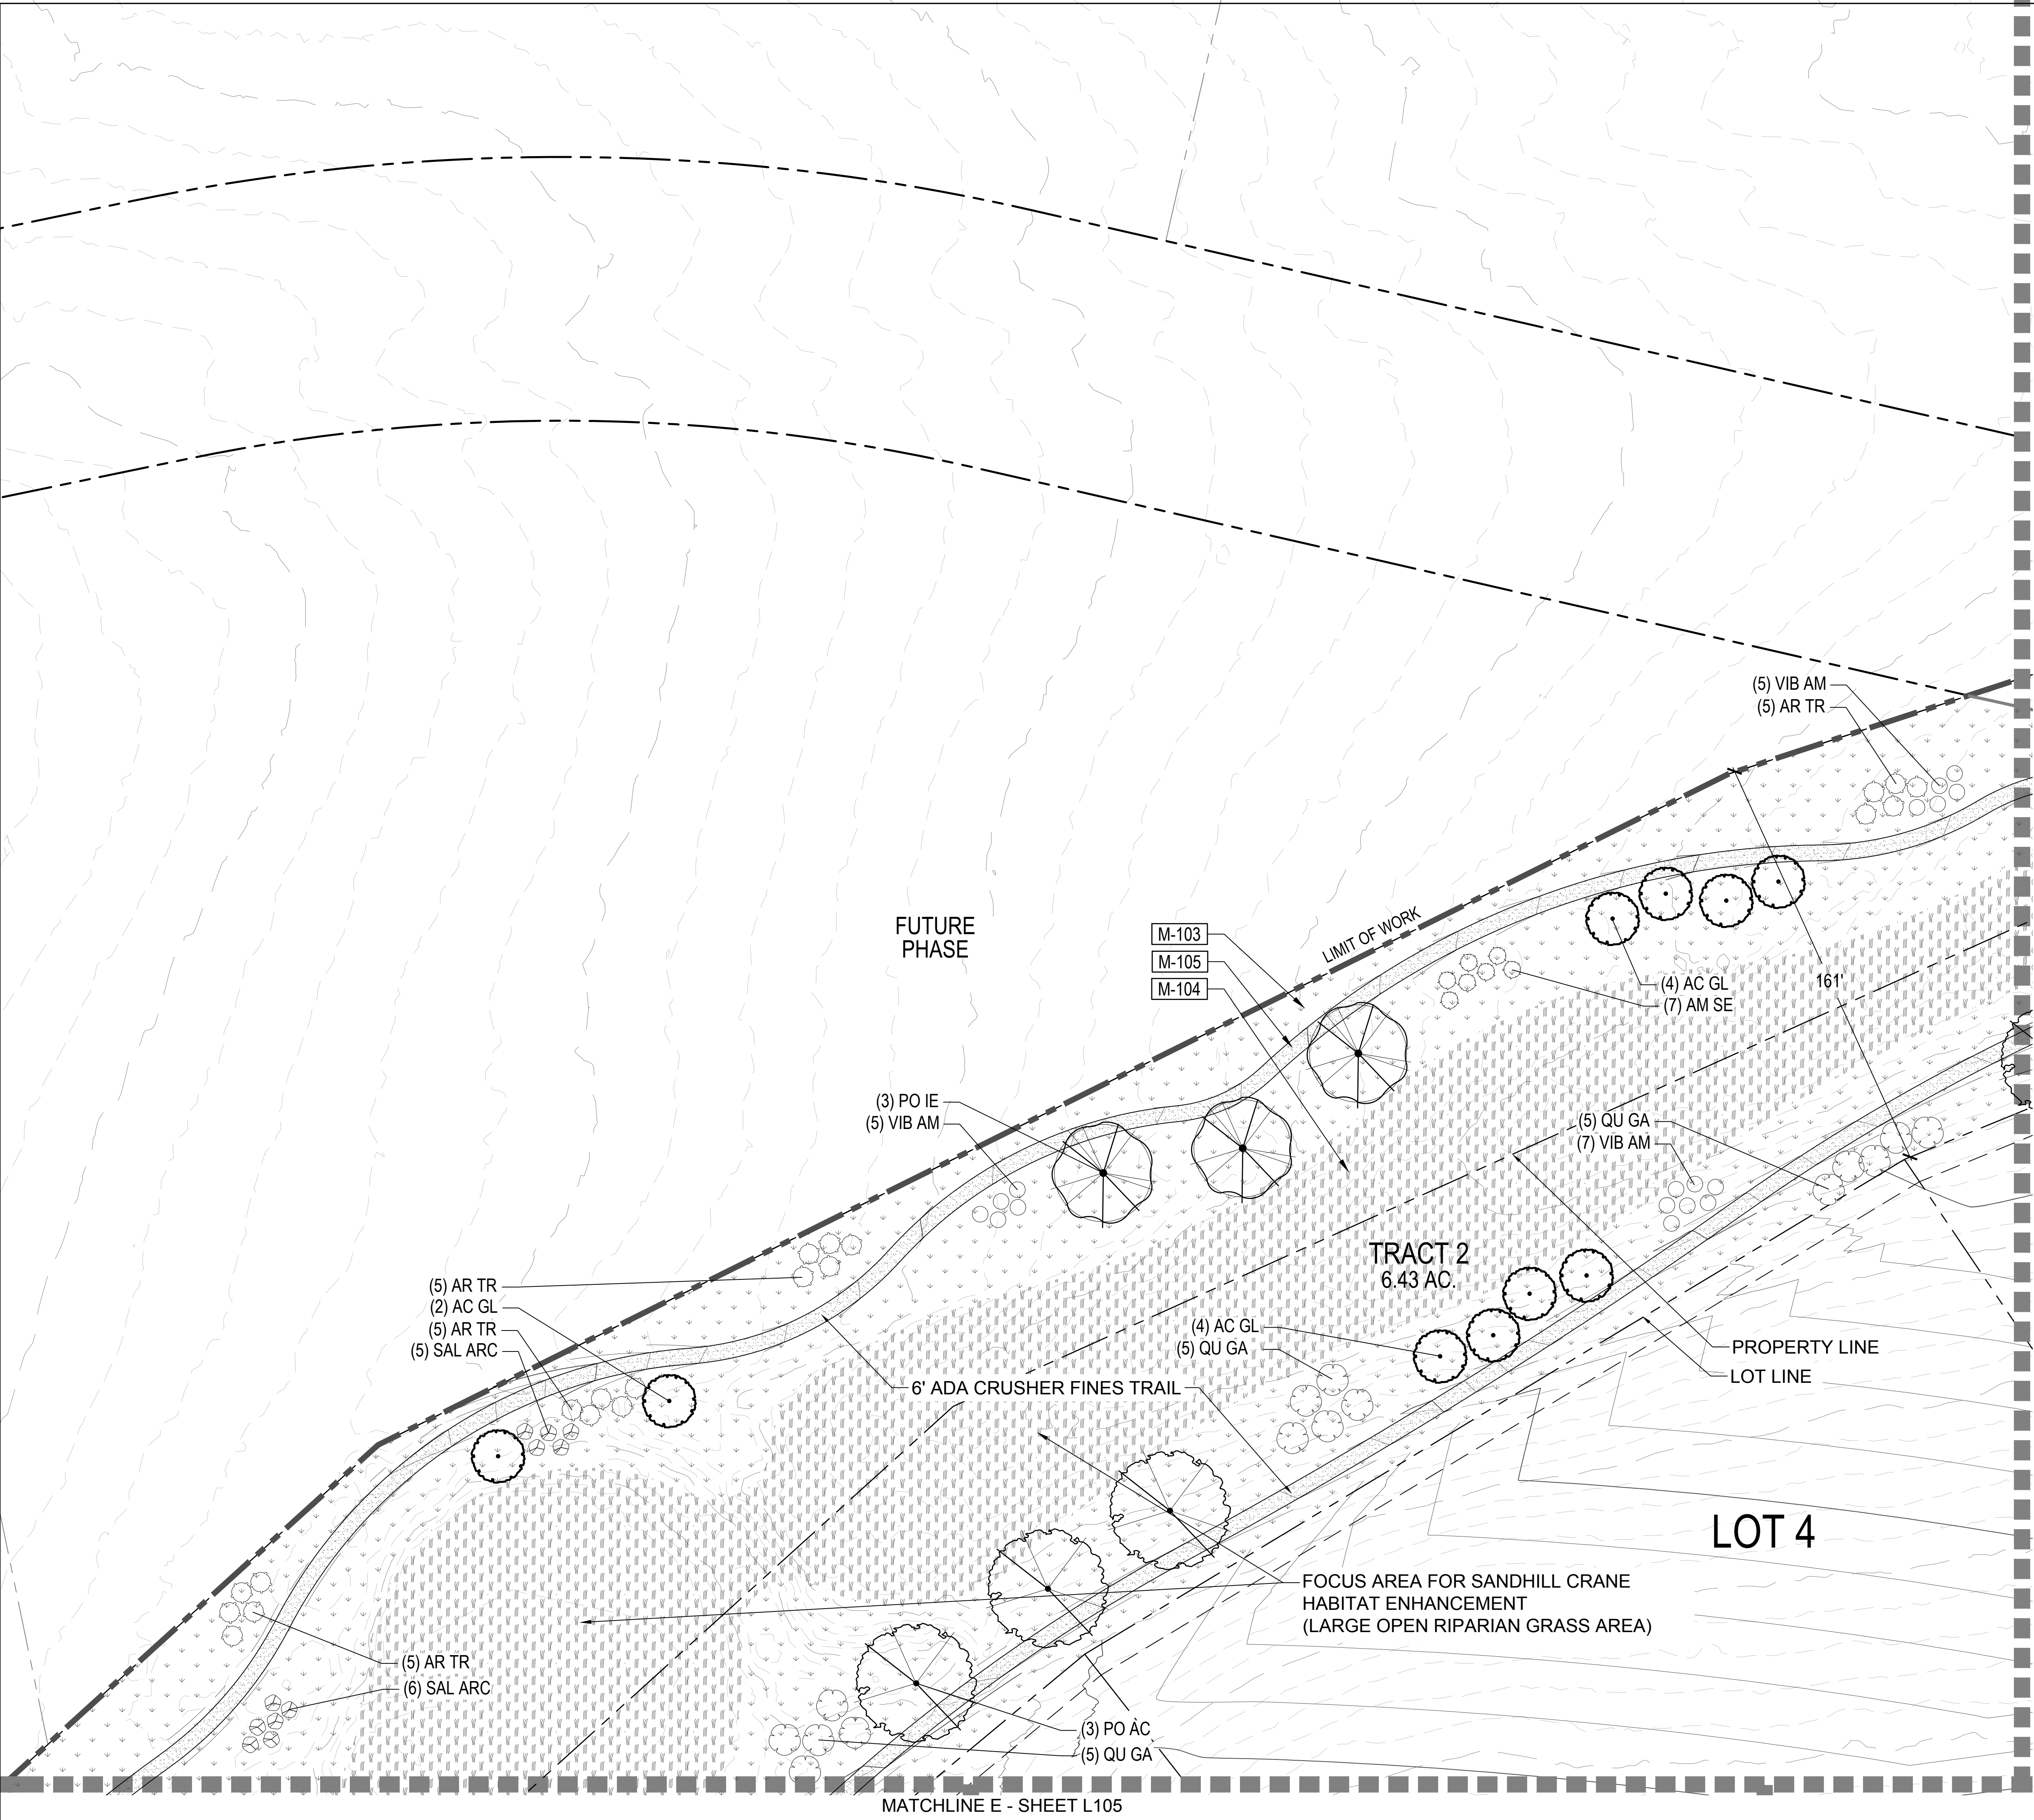 (5) VIB AM
(5) AR TR
FUTURE
PHASE
M-103
M-105
M-104
LIMIT OF WORK
(4) AC GL
(7) AM SE
161'
(3) PO IE
(5) VIB AM
(5) QU GA
(7) VIB AM
TRACT 2
6.43 AC.
(5) AR TR
(2) AC GL
(5) AR TR
(5) SAL ARC
(4) AC GL
(5) QU GA
PROPERTY LINE
LOT LINE
6' ADA CRUSHER FINES TRAIL
LOT 4
FOCUS AREA FOR SANDHILL CRANE
HABITAT ENHANCEMENT
(LARGE OPEN RIPARIAN GRASS AREA)
(5) AR TR
(6) SAL ARC
(3) PO AC
(5) QU GA
MATCHLINE E - SHEET L105